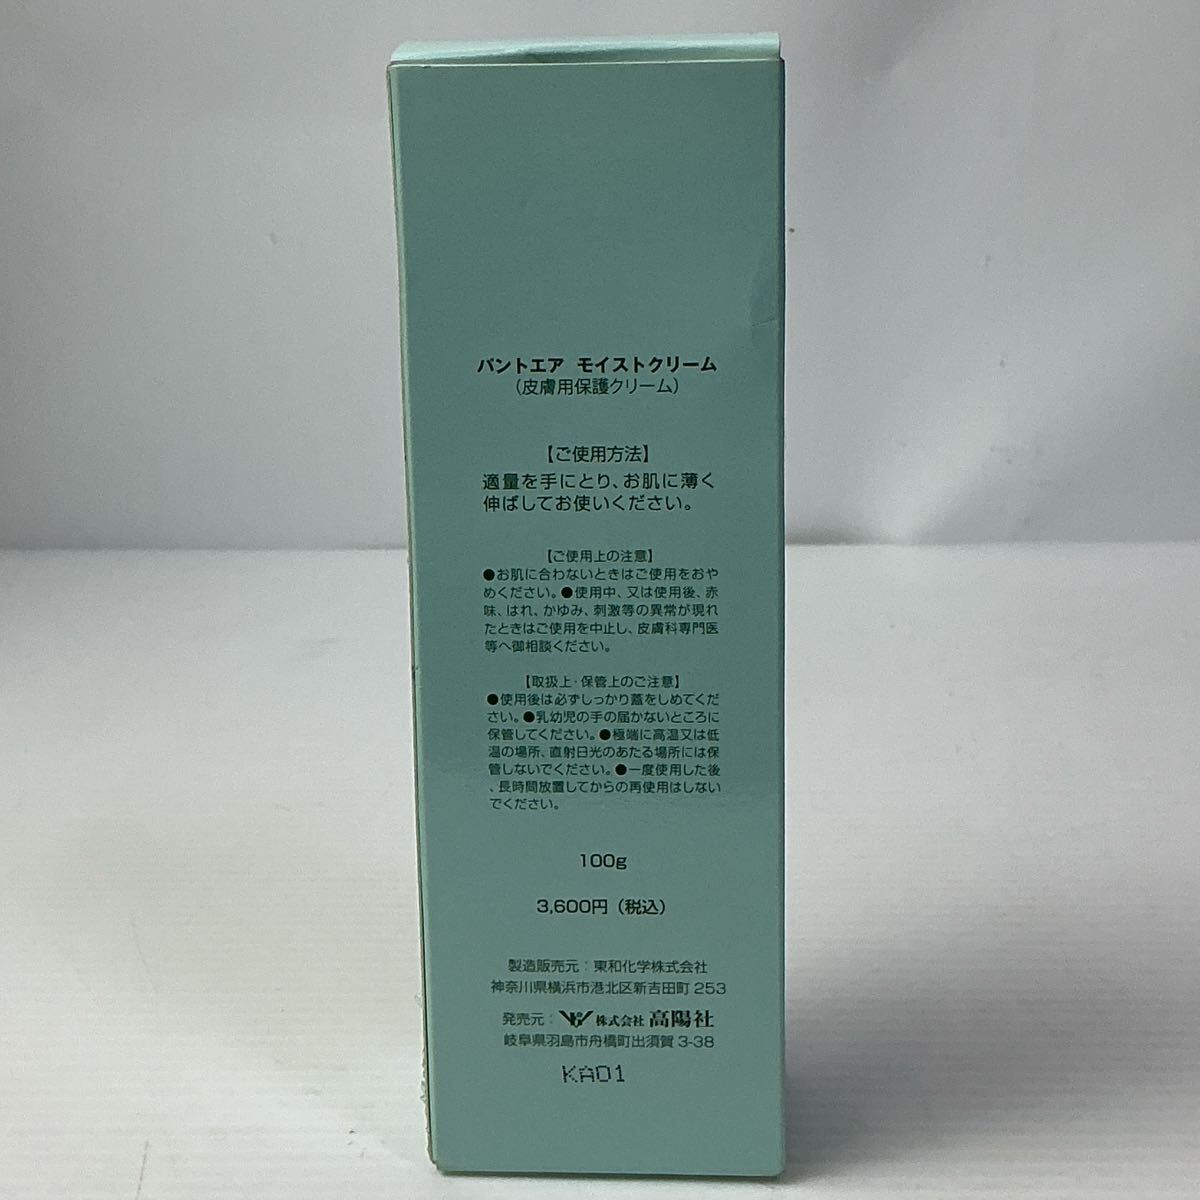 パントエア モイストクリーム
(皮膚用保護クリーム)
【ご使用方法】
適量を手にとり、お肌に薄く
伸ばしてお使いください。
【ご使用上の注意】
●お肌に合わないときはご使用をおや
めください。●使用中、又は使用後、赤
味、はれ、かゆみ、刺激等の異常が現れ
たときはご使用を中止し、皮膚科専門医
等へ御相談ください。
【取扱上・保管上のご注意】
●使用後は必ずしっかり蓋をしめてくだ
さい。●乳幼児の手の届かないところに
保管してください。●極端に高温又は低
温の場所、直射日光のあたる場所には保
管しないでください。●一度使用した後
、長時間放置してからの再使用はしない
でください。
100g
3,600円(税込)
製造販売元:東和化学株式会社
神奈川県横浜市港北区新吉田町 253
発売元: 株式会社 高陽社
岐阜県羽島市舟橋町出須賀 3-38
KA01